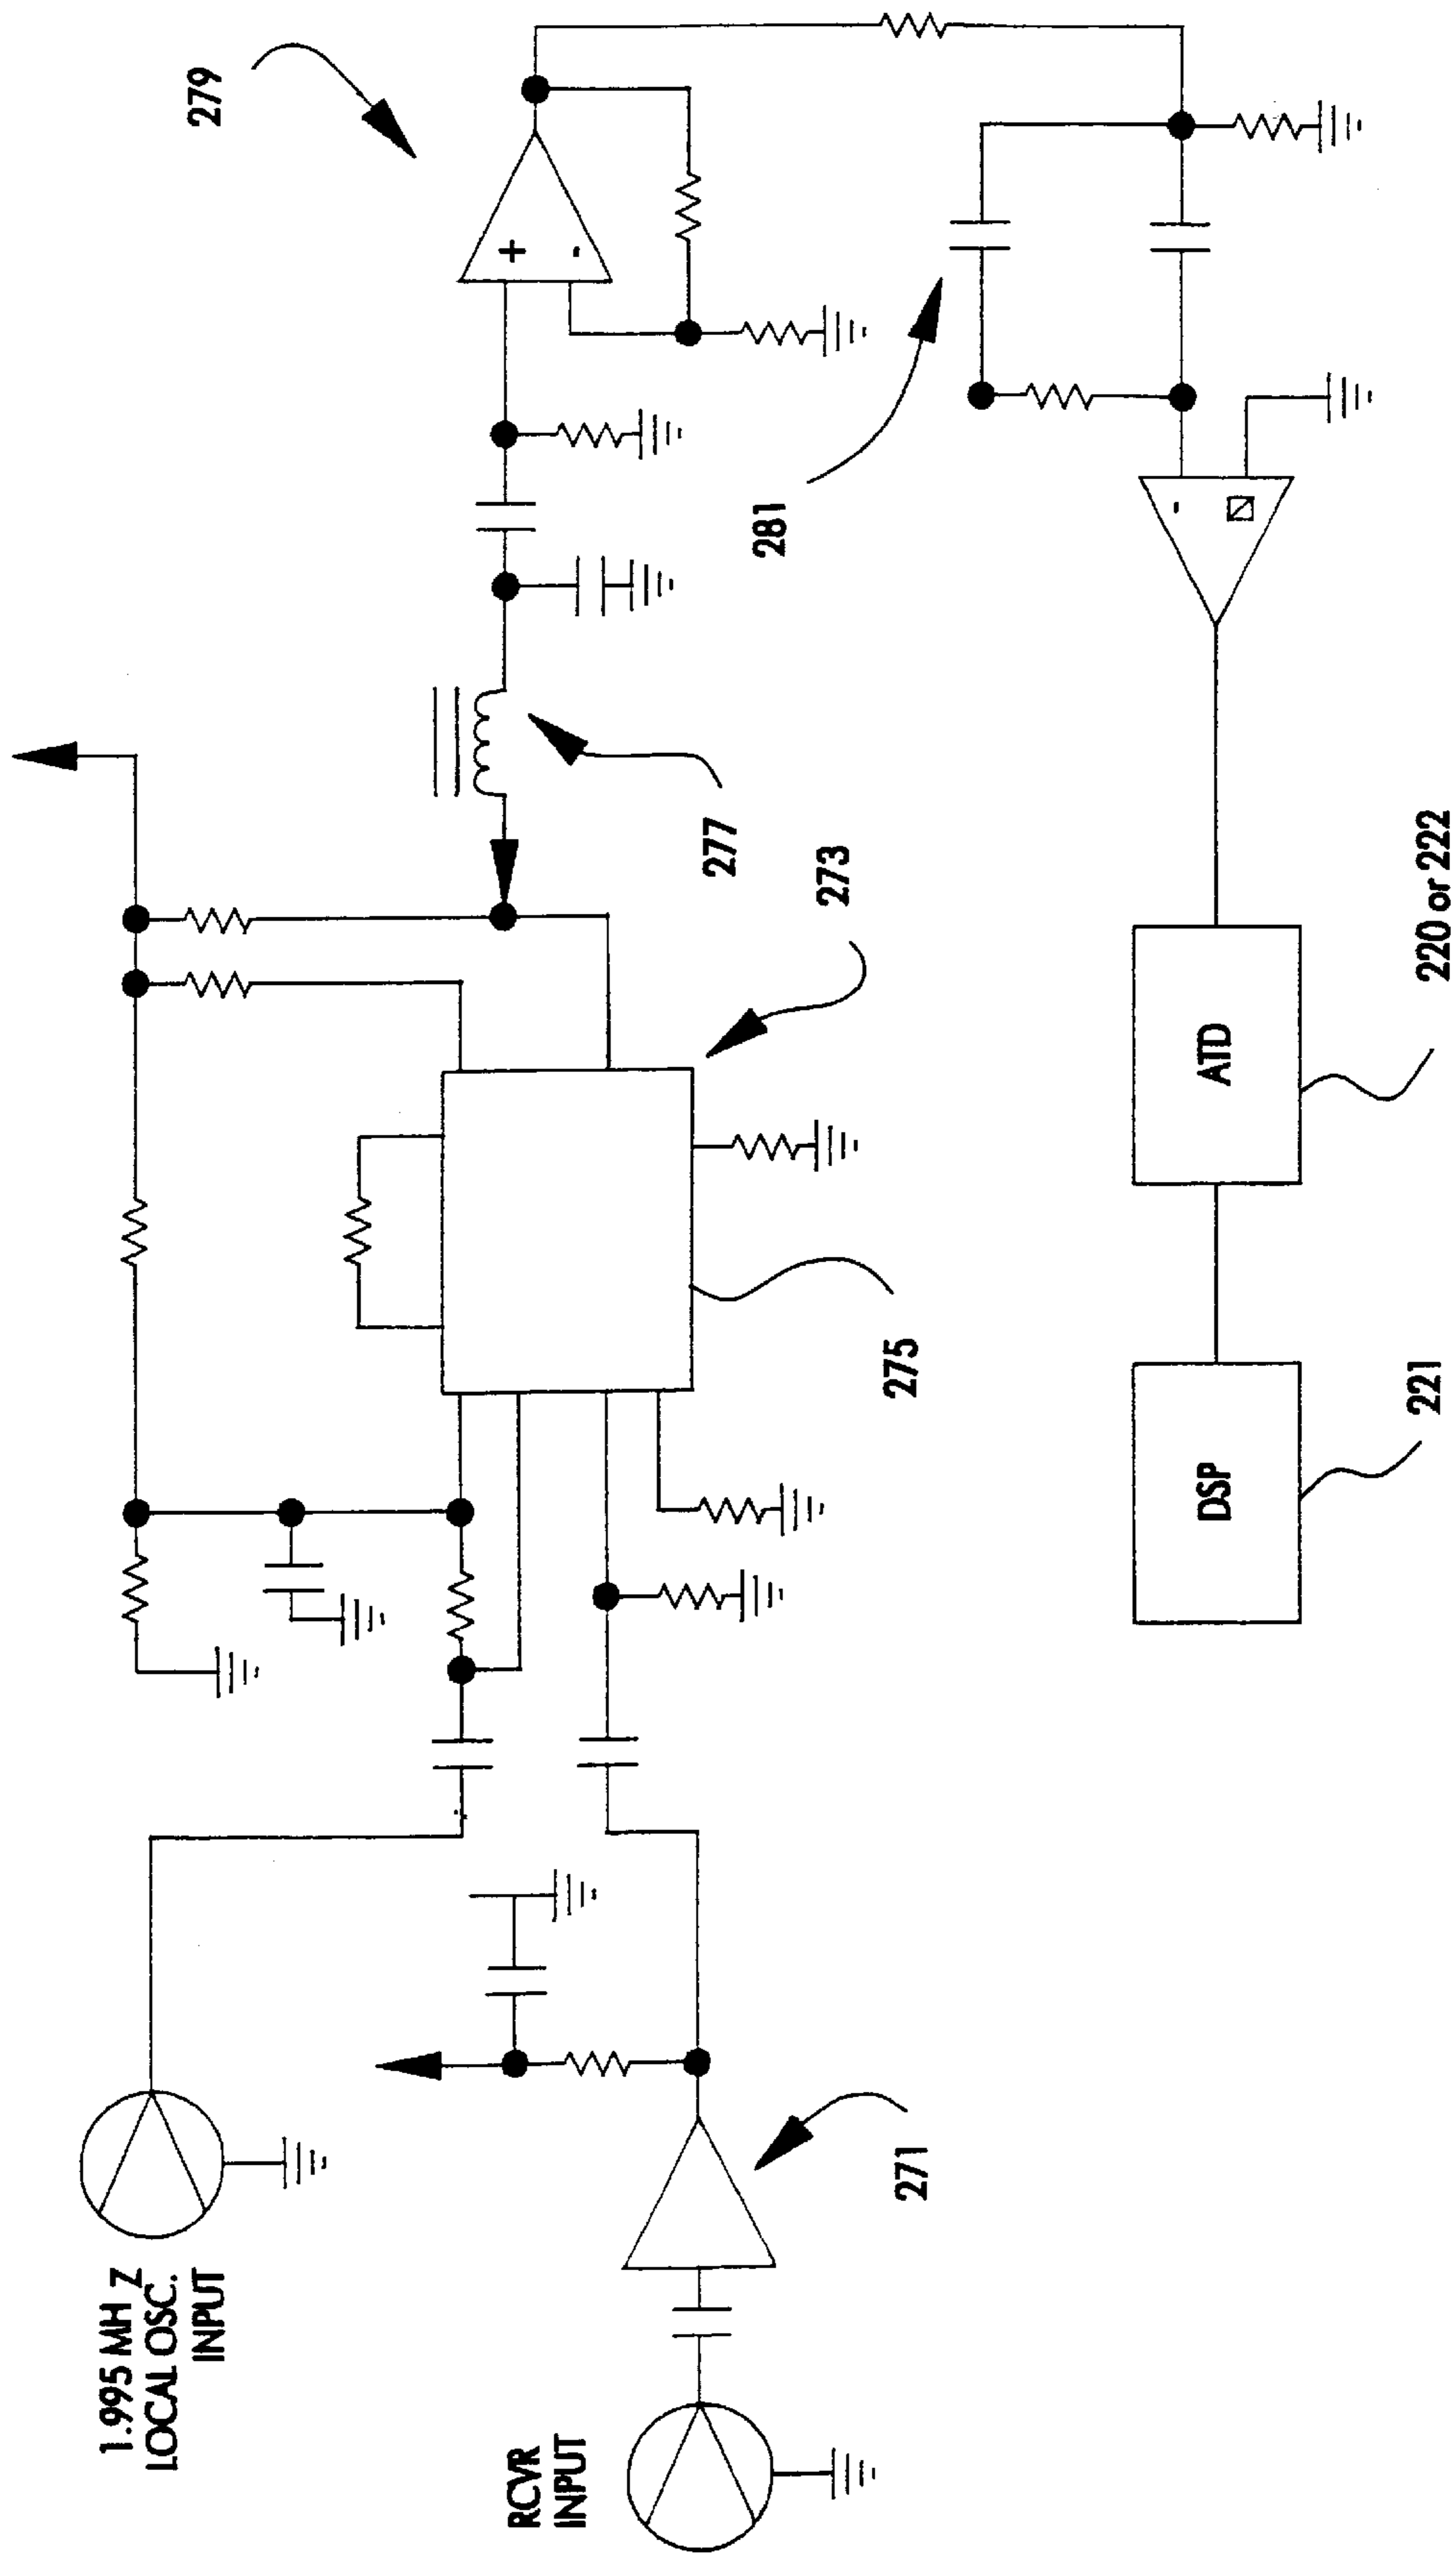 1.995 MH Z
LOCAL OSC.
INPUT
RCVR
INPUT
271
273
275
277
279
+
-
281
-
ATD
220 or 222
DSP
221